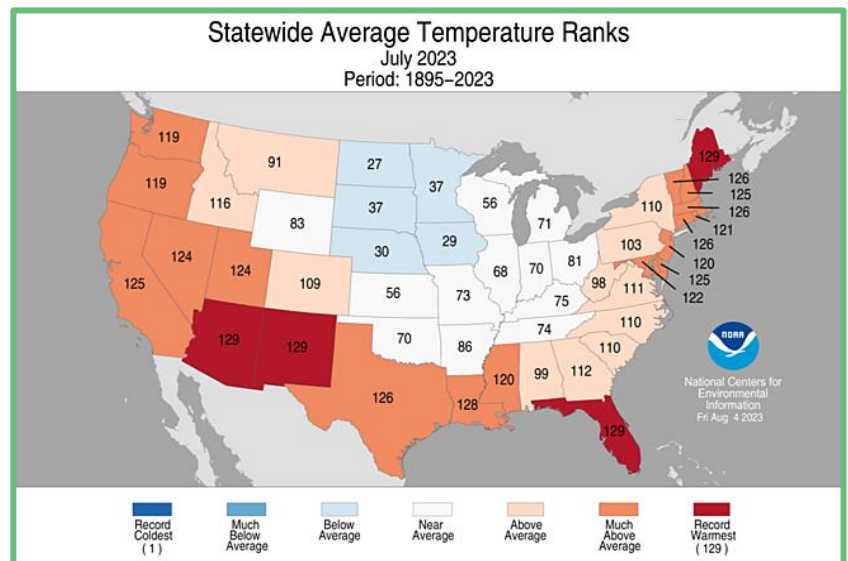 Statewide Average Temperature Ranks
July 2023
Period: 1895–2023
119
91
27
37
129
119
116
83
37
56
71
110
126
125
126
121
124
124
109
30
29
68
70
81
103
126
120
125
122
125
56
73
75
98
111
129
129
70
86
74
110
110
126
128
120
99
112
129
NOAA
National Centers for
Environmental
Information
Fri Aug 4 2023
Record
Coldest
(1)
Much
Below
Average
Below
Average
Near
Average
Above
Average
Much
Above
Average
Record
Warmest
(129)